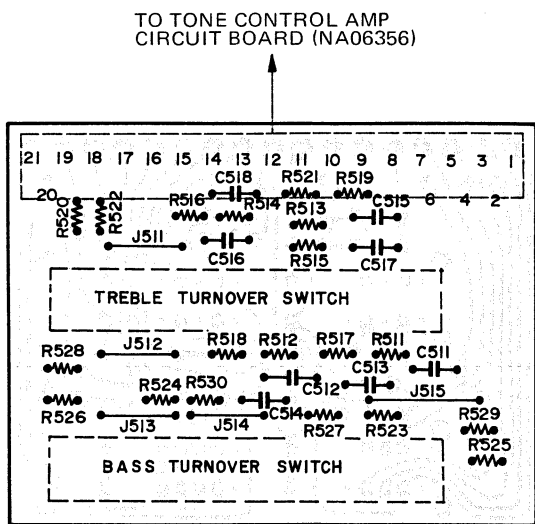 TO TONE CONTROL AMP
CIRCUIT BOARD (NA06356)
21 19 18 17 16 15 14 13 12 11 10 9 8 7 5 3 1
20 6 4 2
C518 R521 R519
R520 R522 R516 R514 R513 C515
J511 C516 R515 C517
TREBLE TURNOVER SWITCH
R528 J512 R518 R512 R517 R511 C511
R526 R524 R530 C512 C513 J515
J513 J514 C514 R527 R523 R529
R525
BASS TURNOVER SWITCH